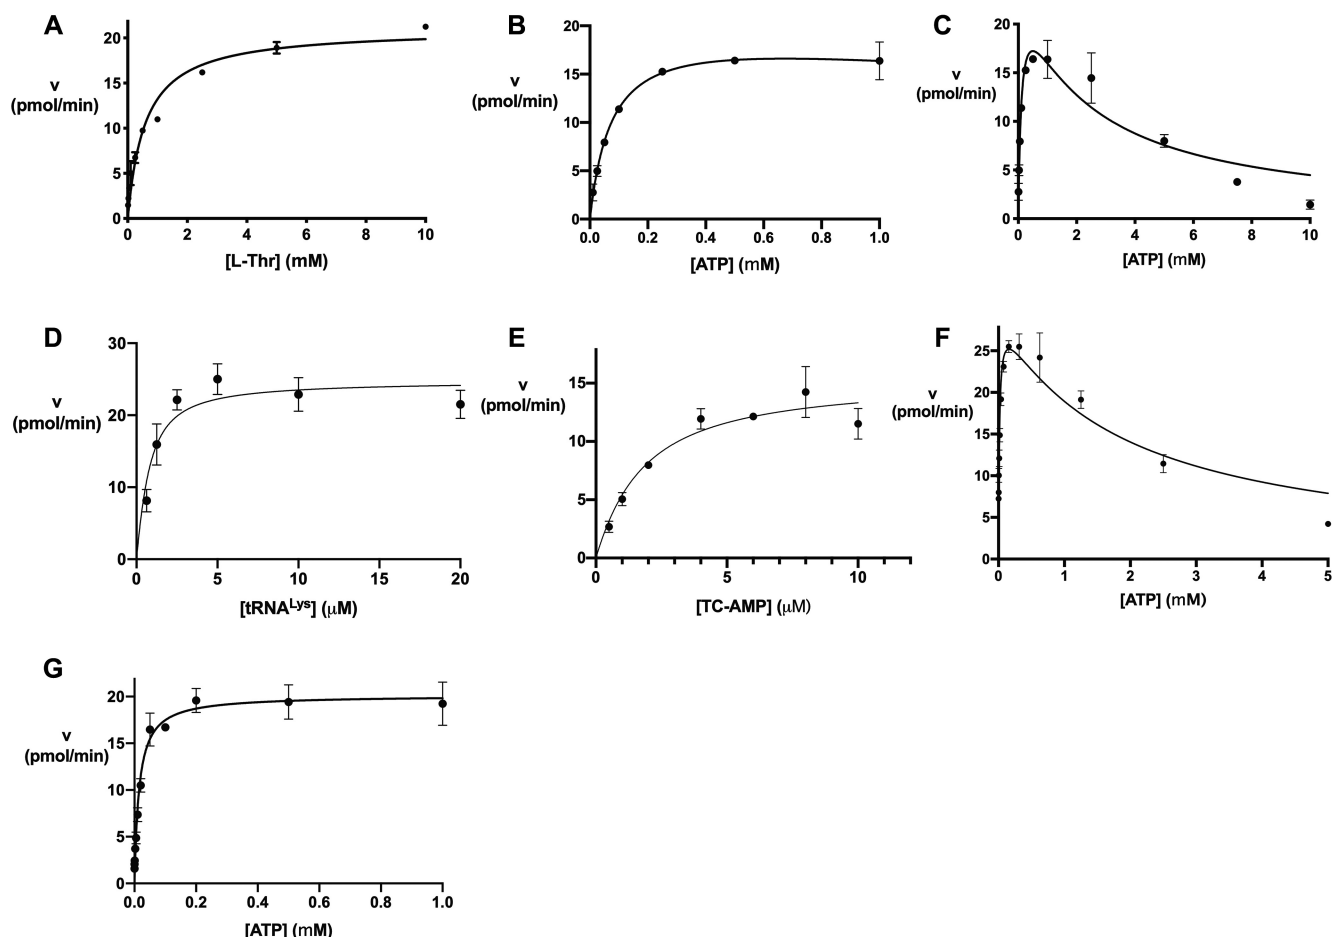 A
v
(pmol/min)
20
15
10
5
0
0 2 4 6 8 10
[L-Thr] (mM)
B
v
(pmol/min)
20
15
10
5
0
0.0 0.2 0.4 0.6 0.8 1.0
[ATP] (mM)
C
v
(pmol/min)
20
15
10
5
0
0 2 4 6 8 10
[ATP] (mM)
D
v
(pmol/min)
30
20
10
0
0 5 10 15 20
[tRNAᴸʸˢ] (μM)
E
v
(pmol/min)
15
10
5
0
0 5 10
[TC-AMP] (μM)
F
v
(pmol/min)
25
20
15
10
5
0
0 1 2 3 4 5
[ATP] (mM)
G
v
(pmol/min)
20
15
10
5
0
0.0 0.2 0.4 0.6 0.8 1.0
[ATP] (mM)